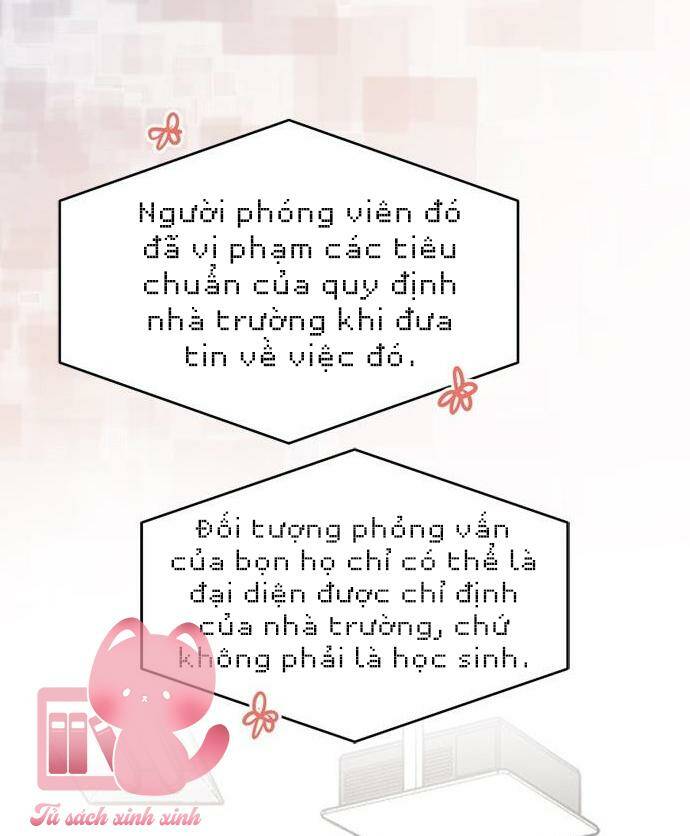 Người phóng viên đó
đã vi phạm các tiêu
chuẩn của quy định
nhà trường khi đưa
tin về việc đó.
Đối tượng phỏng vấn
của bọn họ chỉ có thể là
đại diện được chỉ định
của nhà trường, chứ
không phải là học sinh.
Tủ sách xinh xinh